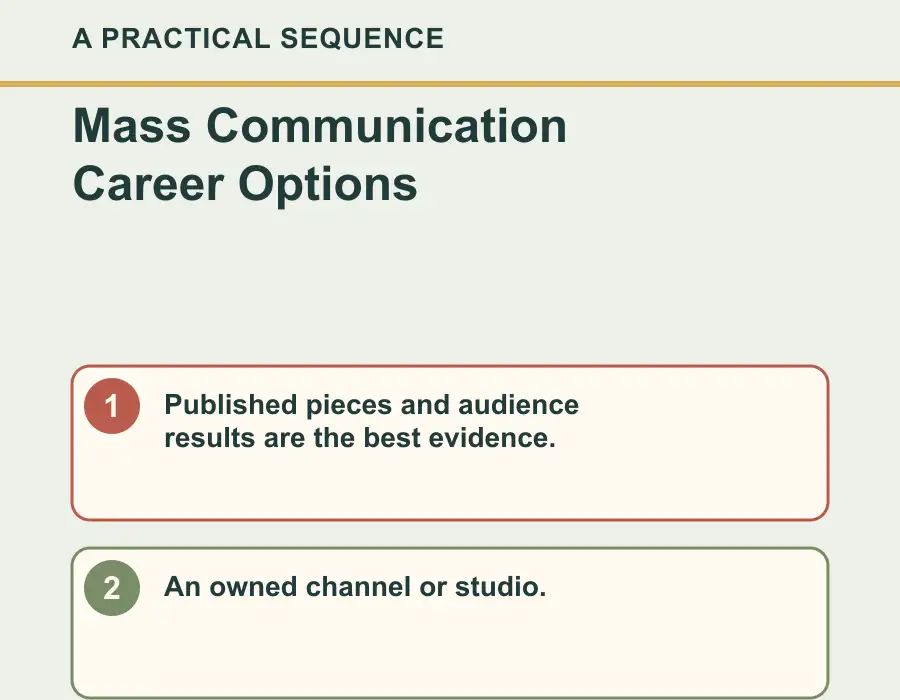 A PRACTICAL SEQUENCE
Mass Communication
Career Options
1
Published pieces and audience
results are the best evidence.
2
An owned channel or studio.